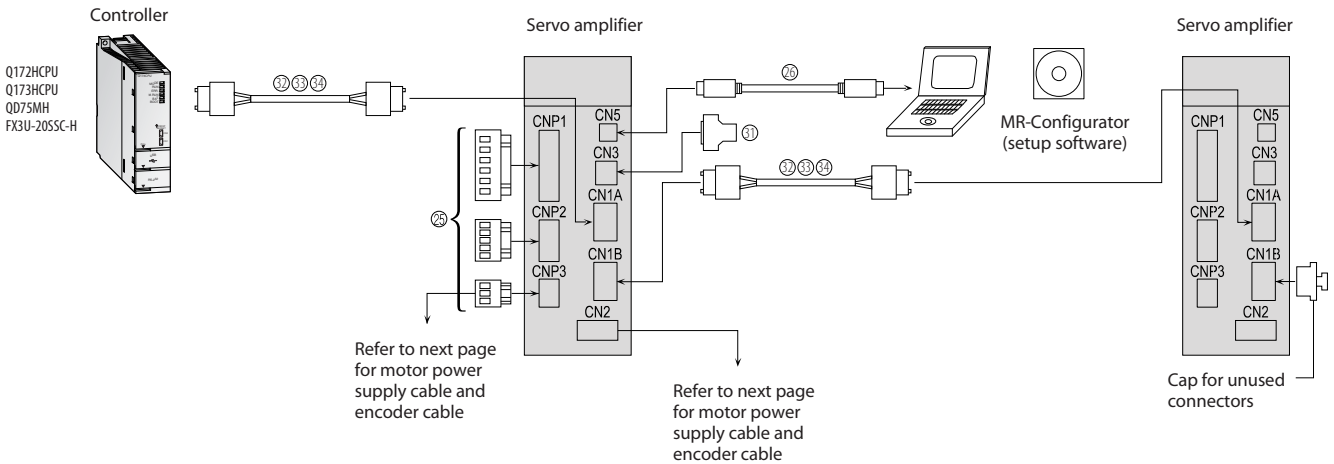 Controller
Q172HCPU
Q173HCPU
QD75MH
FX3U-20SSC-H
㉜㉝㉞
Servo amplifier
CNP1
CNP2
CNP3
CN5
CN3
CN1A
CN1B
CN2
㉕
㉖
㉛
㉜㉝㉞
MR-Configurator
(setup software)
Refer to next page
for motor power
supply cable and
encoder cable
Refer to next page
for motor power
supply cable and
encoder cable
Servo amplifier
CNP1
CNP2
CNP3
CN5
CN3
CN1A
CN1B
CN2
Cap for unused
connectors